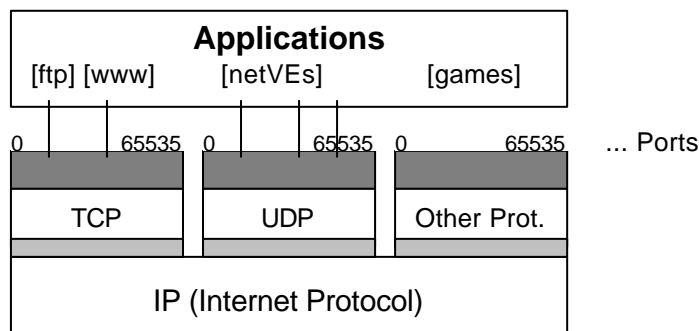 Applications
[ftp] [www] [netVEs] [games]
0 65535 0 65535 0 65535 ... Ports
TCP UDP Other Prot.
IP (Internet Protocol)